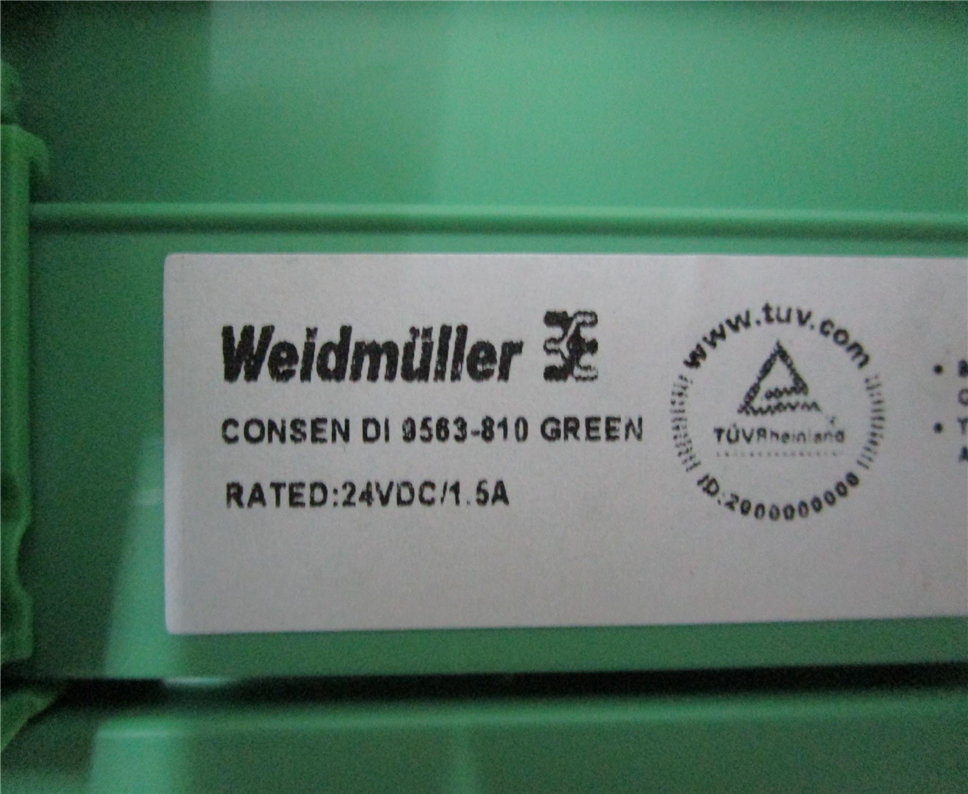 Weidmüller
CONSEN DI 9563-810 GREEN
RATED:24VDC/1.5A
www.tuv.com
TÜVRheinland
ID:2000000000